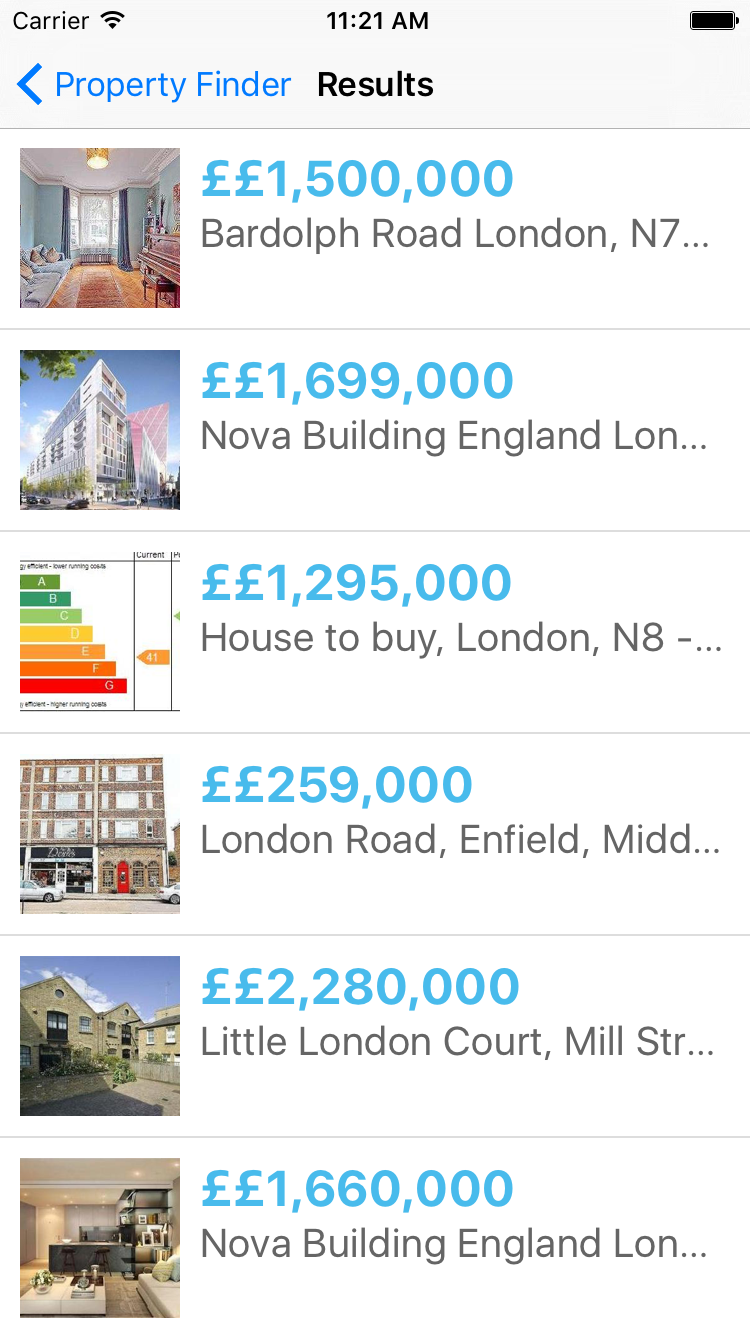 Carrier 11:21 AM
Property Finder Results
££1,500,000
Bardolph Road London, N7...
££1,699,000
Nova Building England Lon...
Current
gy efficient - lower running costs
A
B
C
D
E
41
F
G
y efficient - higher running costs
££1,295,000
House to buy, London, N8 -...
££259,000
London Road, Enfield, Midd...
££2,280,000
Little London Court, Mill Str...
££1,660,000
Nova Building England Lon...